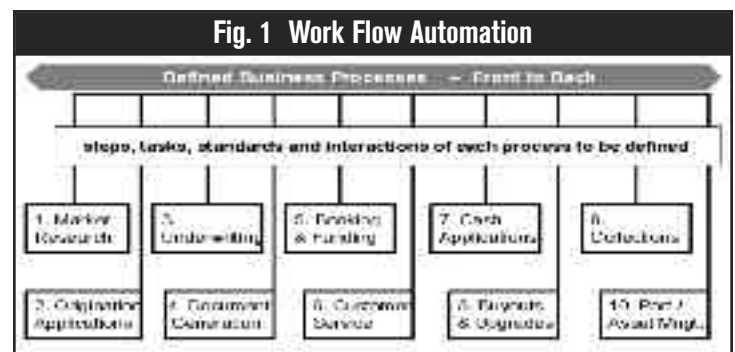 Fig. 1 Work Flow Automation
Defined Business Processes – Front to Back
steps, tasks, standards and interactions of each process to be defined
1. Market
Research
3.
Underwriting
5. Booking
& Funding
7. Cash
Applications
Collections
2. Origination
Applications
4. Document
Generation
6. Customer
Service
8. Buyouts
& Upgrades
10. Port /
Asset Mngt.